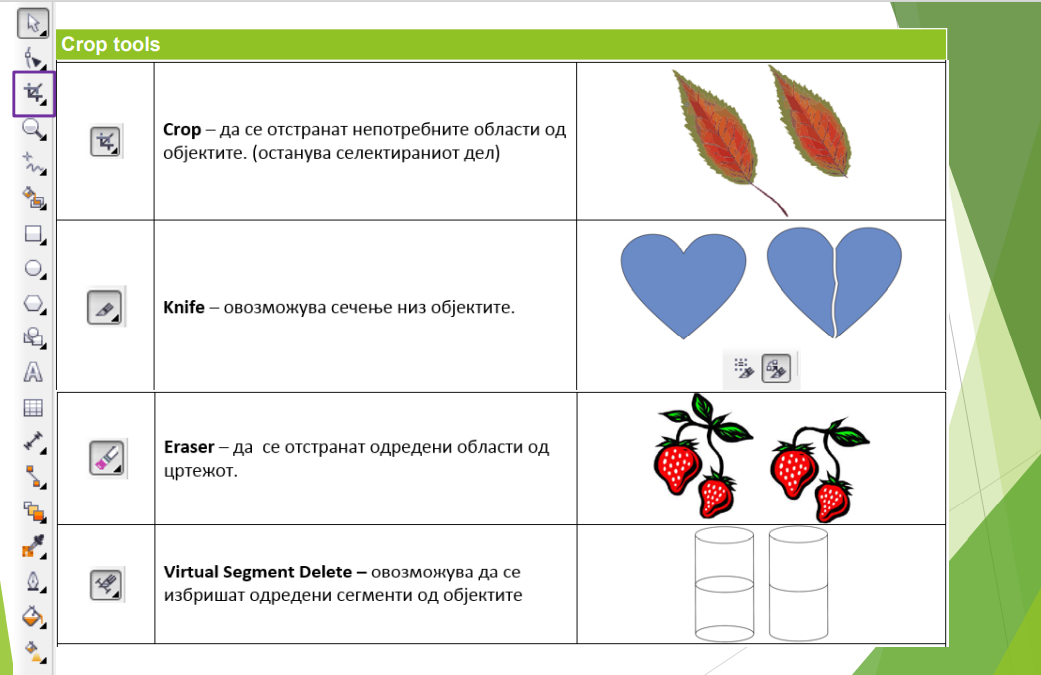 Crop tools
Crop – да се отстранат непотребните области од
објектите. (останува селектираниот дел)
Knife – овозможува сечење низ објектите.
Eraser – да  се отстранат одредени области од
цртежот.
Virtual Segment Delete – овозможува да се
избришат одредени сегменти од објектите